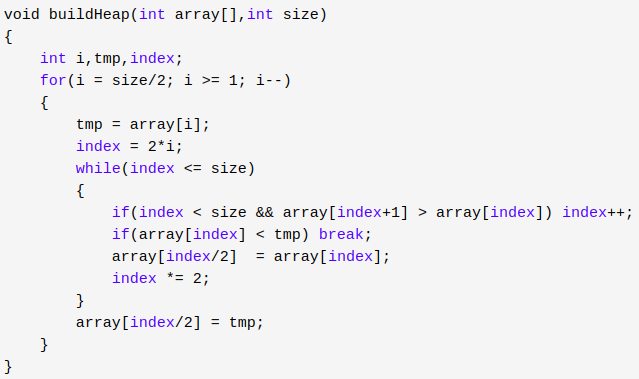 void buildHeap(int array[],int size)
{
    int i,tmp,index;
    for(i = size/2; i >= 1; i--)
    {
        tmp = array[i];
        index = 2*i;
        while(index <= size)
        {
            if(index < size && array[index+1] > array[index]) index++;
            if(array[index] < tmp) break;
            array[index/2]  = array[index];
            index *= 2;
        }
        array[index/2] = tmp;
    }
}